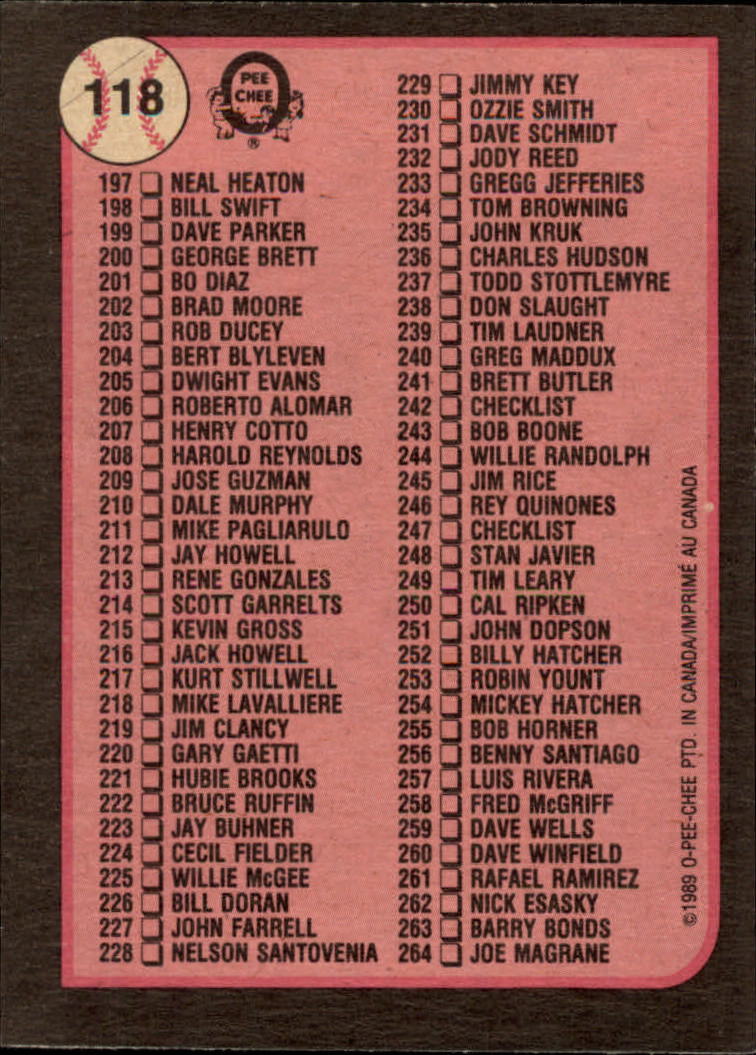 118
PEE
CHEE
®
197 NEAL HEATON
198 BILL SWIFT
199 DAVE PARKER
200 GEORGE BRETT
201 BO DIAZ
202 BRAD MOORE
203 ROB DUCEY
204 BERT BLYLEVEN
205 DWIGHT EVANS
206 ROBERTO ALOMAR
207 HENRY COTTO
208 HAROLD REYNOLDS
209 JOSE GUZMAN
210 DALE MURPHY
211 MIKE PAGLIARULO
212 JAY HOWELL
213 RENE GONZALES
214 SCOTT GARRELTS
215 KEVIN GROSS
216 JACK HOWELL
217 KURT STILLWELL
218 MIKE LAVALLIERE
219 JIM CLANCY
220 GARY GAETTI
221 HUBIE BROOKS
222 BRUCE RUFFIN
223 JAY BUHNER
224 CECIL FIELDER
225 WILLIE McGEE
226 BILL DORAN
227 JOHN FARRELL
228 NELSON SANTOVENIA
229 JIMMY KEY
230 OZZIE SMITH
231 DAVE SCHMIDT
232 JODY REED
233 GREGG JEFFERIES
234 TOM BROWNING
235 JOHN KRUK
236 CHARLES HUDSON
237 TODD STOTTLEMYRE
238 DON SLAUGHT
239 TIM LAUDNER
240 GREG MADDUX
241 BRETT BUTLER
242 CHECKLIST
243 BOB BOONE
244 WILLIE RANDOLPH
245 JIM RICE
246 REY QUINONES
247 CHECKLIST
248 STAN JAVIER
249 TIM LEARY
250 CAL RIPKEN
251 JOHN DOPSON
252 BILLY HATCHER
253 ROBIN YOUNT
254 MICKEY HATCHER
255 BOB HORNER
256 BENNY SANTIAGO
257 LUIS RIVERA
258 FRED McGRIFF
259 DAVE WELLS
260 DAVE WINFIELD
261 RAFAEL RAMIREZ
262 NICK ESASKY
263 BARRY BONDS
264 JOE MAGRANE
©1989 O-PEE-CHEE PTD. IN CANADA/IMPRIMÉ AU CANADA